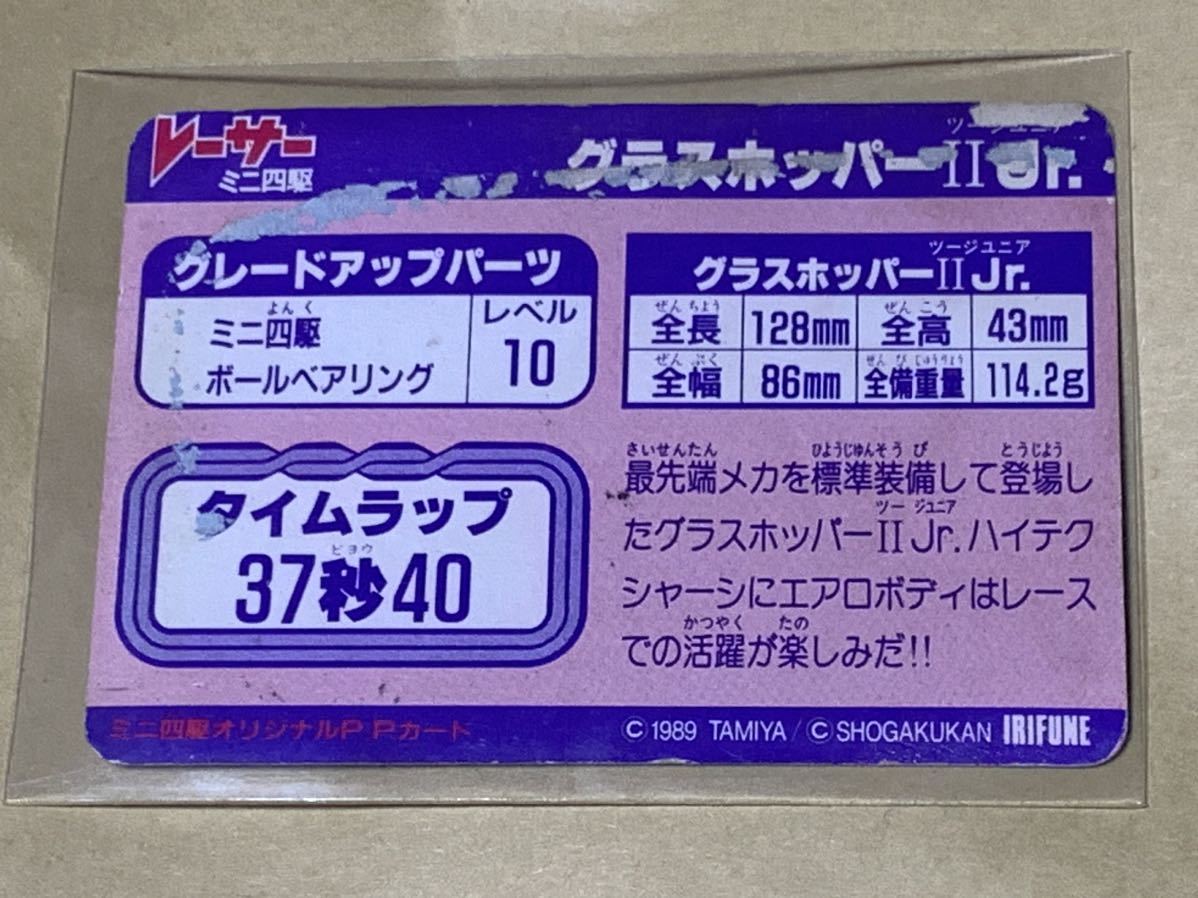 レーサー
ミニ四駆
ツージュニア
グラスホッパーII Jr.
グレードアップパーツ
よんく
ミニ四駆
ボールベアリング
レベル
10
ツージュニア
グラスホッパーII Jr.
ぜんちょう
全長 128mm
ぜんこう
全高 43mm
ぜんぷく
全幅 86mm
ぜんびじゅうりょう
全備重量 114.2g
タイムラップ
ビョウ
37秒40
さいせんたん ひょうじゅんそうび とうじょう
最先端メカを標準装備して登場し
ツージュニア
たグラスホッパーII Jr.ハイテク
シャーシにエアロボディはレース
かつやく たの
での活躍が楽しみだ!!
ミニ四駆オリジナルPPカード
©1989 TAMIYA/©SHOGAKUKAN IRIFUNE